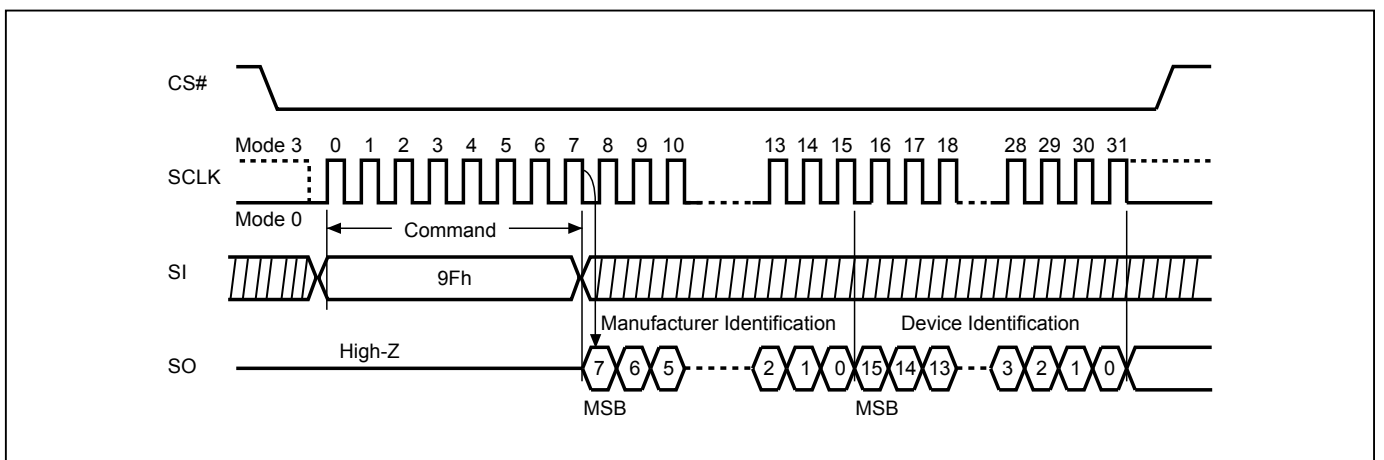 CS#
Mode 3 0 1 2 3 4 5 6 7 8 9 10 13 14 15 16 17 18 28 29 30 31
SCLK
Mode 0
Command
SI
9Fh
Manufacturer Identification Device Identification
High-Z
SO
7 6 5 2 1 0 15 14 13 3 2 1 0
MSB MSB